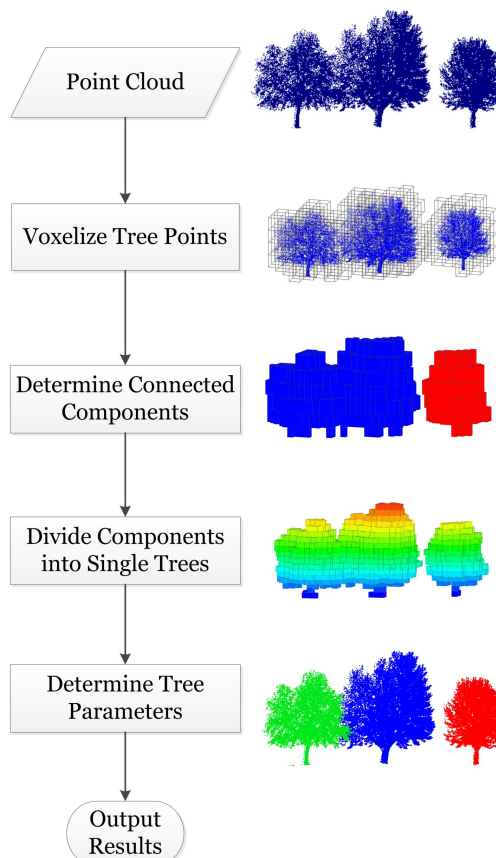 Point Cloud
Voxelize Tree Points
Determine Connected
Components
Divide Components
into Single Trees
Determine Tree
Parameters
Output
Results